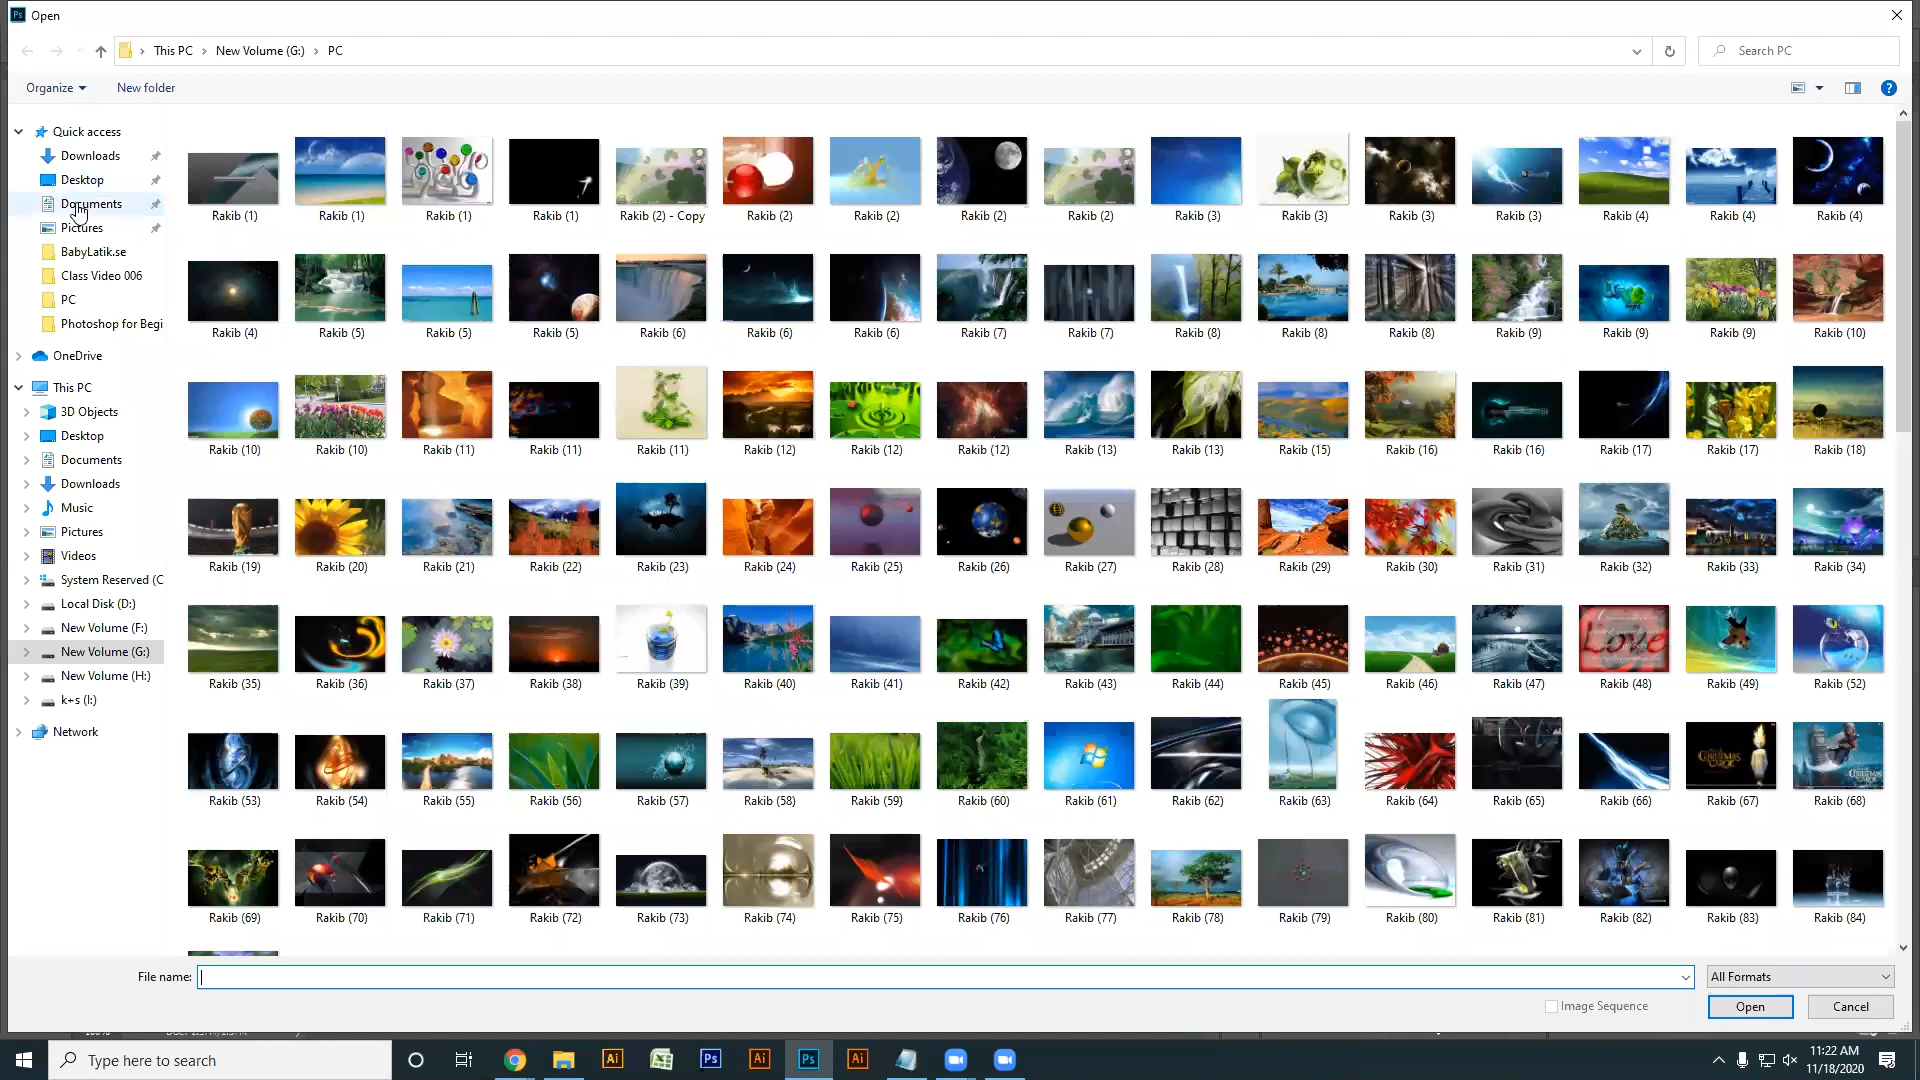 Ps Open
This PC New Volume (G:) PC
Search PC
Organize
New folder
Quick access
Downloads
Desktop
Documents
Pictures
BabyLatik.se
Class Video 006
PC
Photoshop for Begi
OneDrive
This PC
3D Objects
Desktop
Documents
Downloads
Music
Pictures
Videos
System Reserved (C
Local Disk (D:)
New Volume (F:)
New Volume (G:)
New Volume (H:)
k+s (I:)
Network
Rakib (1) Rakib (1) Rakib (1) Rakib (1) Rakib (2) - Copy Rakib (2) Rakib (2) Rakib (2) Rakib (2) Rakib (3) Rakib (3) Rakib (3) Rakib (3) Rakib (4) Rakib (4) Rakib (4)
Rakib (4) Rakib (5) Rakib (5) Rakib (5) Rakib (6) Rakib (6) Rakib (6) Rakib (7) Rakib (7) Rakib (8) Rakib (8) Rakib (8) Rakib (9) Rakib (9) Rakib (9) Rakib (10)
Rakib (10) Rakib (10) Rakib (11) Rakib (11) Rakib (11) Rakib (12) Rakib (12) Rakib (12) Rakib (13) Rakib (13) Rakib (15) Rakib (16) Rakib (16) Rakib (17) Rakib (17) Rakib (18)
Rakib (19) Rakib (20) Rakib (21) Rakib (22) Rakib (23) Rakib (24) Rakib (25) Rakib (26) Rakib (27) Rakib (28) Rakib (29) Rakib (30) Rakib (31) Rakib (32) Rakib (33) Rakib (34)
Love
Rakib (35) Rakib (36) Rakib (37) Rakib (38) Rakib (39) Rakib (40) Rakib (41) Rakib (42) Rakib (43) Rakib (44) Rakib (45) Rakib (46) Rakib (47) Rakib (48) Rakib (49) Rakib (52)
CHRISTMAS CAROL
Rakib (53) Rakib (54) Rakib (55) Rakib (56) Rakib (57) Rakib (58) Rakib (59) Rakib (60) Rakib (61) Rakib (62) Rakib (63) Rakib (64) Rakib (65) Rakib (66) Rakib (67) Rakib (68)
Rakib (69) Rakib (70) Rakib (71) Rakib (72) Rakib (73) Rakib (74) Rakib (75) Rakib (76) Rakib (77) Rakib (78) Rakib (79) Rakib (80) Rakib (81) Rakib (82) Rakib (83) Rakib (84)
File name:
All Formats
Image Sequence
Open
Cancel
Type here to search
Ai Ps Ai Ps Ai
11:22 AM
11/18/2020